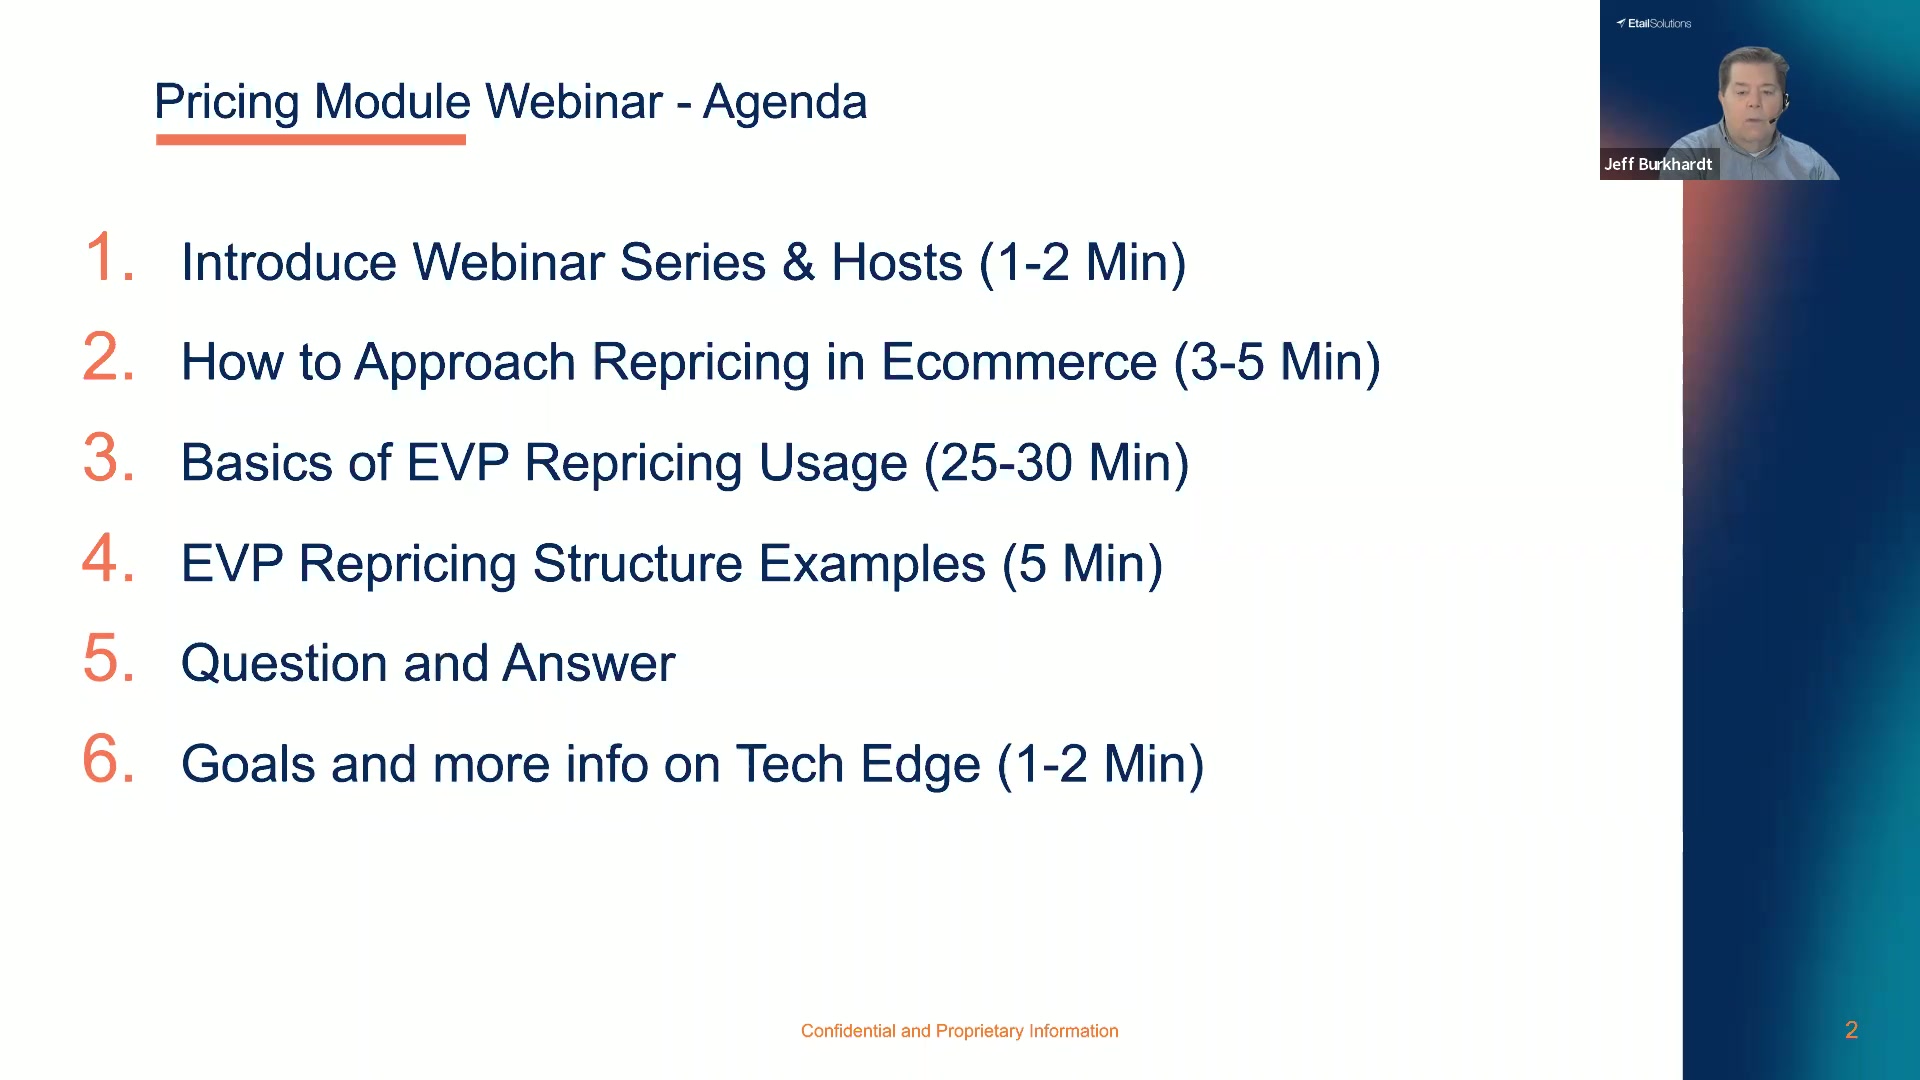 EtailSolutions
Jeff Burkhardt
Pricing Module Webinar - Agenda
1. Introduce Webinar Series & Hosts (1-2 Min)
2. How to Approach Repricing in Ecommerce (3-5 Min)
3. Basics of EVP Repricing Usage (25-30 Min)
4. EVP Repricing Structure Examples (5 Min)
5. Question and Answer
6. Goals and more info on Tech Edge (1-2 Min)
Confidential and Proprietary Information
2